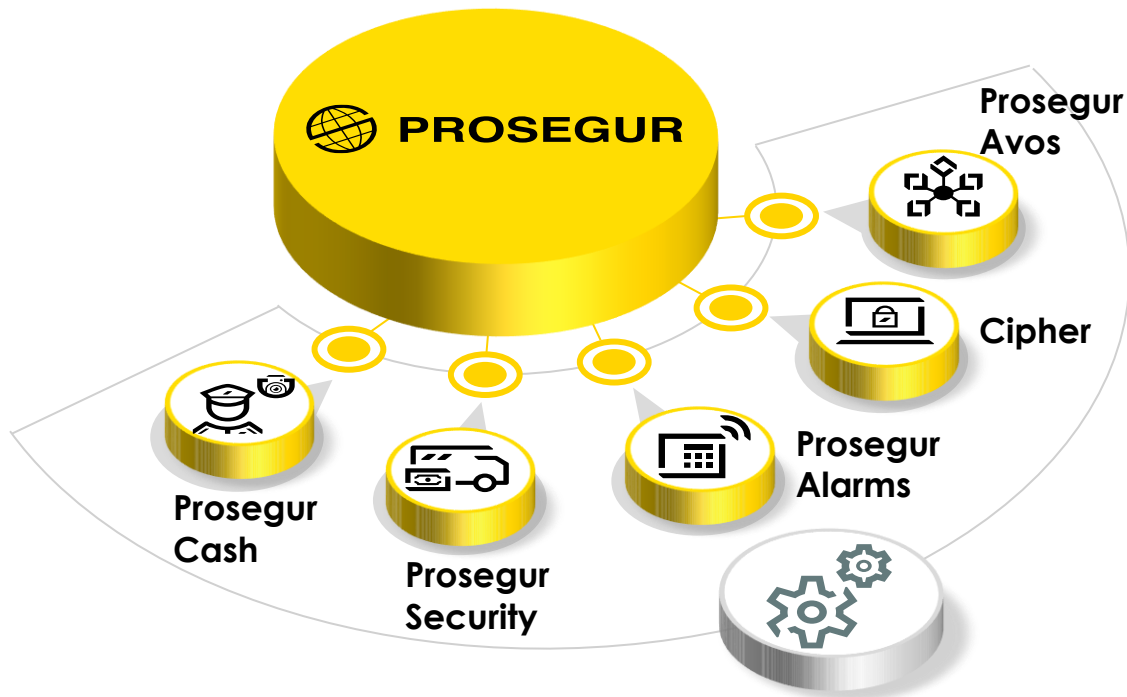 PROSEGUR
Prosegur
Avos
Cipher
Prosegur
Alarms
Prosegur
Cash
Prosegur
Security